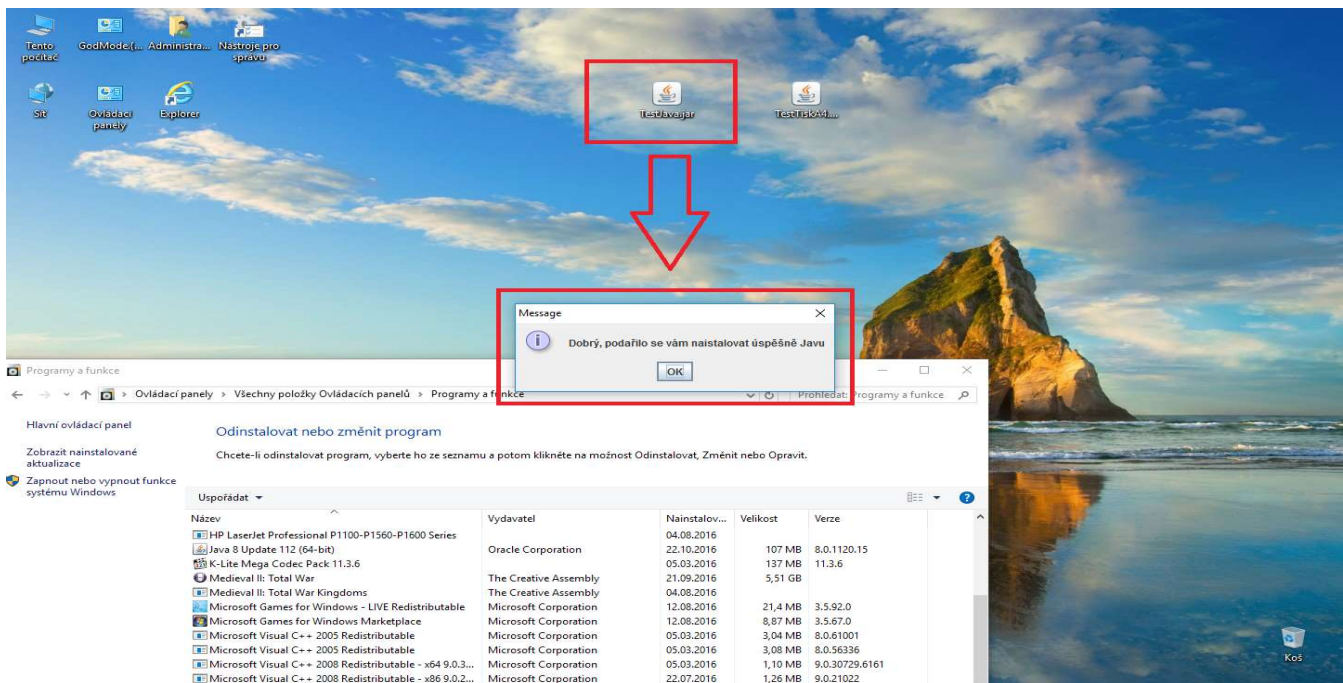 Tento
počítač
GodMode.(...
Administra...
Nástroje pro
správu
Síť
Ovládací
panely
Explorer
TestJava.jar
TestTiskA4....
Message
Dobrý, podařilo se vám naistalovat úspěšně Javu
OK
Programy a funkce
Ovládací panely > Všechny položky Ovládacích panelů > Programy a funkce
Prohledat: Programy a funkce
Hlavní ovládací panel
Zobrazit nainstalované
aktualizace
Zapnout nebo vypnout funkce
systému Windows
Odinstalovat nebo změnit program
Chcete-li odinstalovat program, vyberte ho ze seznamu a potom klikněte na možnost Odinstalovat, Změnit nebo Opravit.
Uspořádat
Název Vydavatel Nainstalov... Velikost Verze
HP LaserJet Professional P1100-P1560-P1600 Series 04.08.2016
Java 8 Update 112 (64-bit) Oracle Corporation 22.10.2016 107 MB 8.0.1120.15
K-Lite Mega Codec Pack 11.3.6 05.03.2016 137 MB 11.3.6
Medieval II: Total War The Creative Assembly 21.09.2016 5,51 GB
Medieval II: Total War Kingdoms The Creative Assembly 04.08.2016
Microsoft Games for Windows - LIVE Redistributable Microsoft Corporation 12.08.2016 21,4 MB 3.5.92.0
Microsoft Games for Windows Marketplace Microsoft Corporation 12.08.2016 8,87 MB 3.5.67.0
Microsoft Visual C++ 2005 Redistributable Microsoft Corporation 05.03.2016 3,04 MB 8.0.61001
Microsoft Visual C++ 2005 Redistributable Microsoft Corporation 05.03.2016 3,08 MB 8.0.56336
Microsoft Visual C++ 2008 Redistributable - x64 9.0.3... Microsoft Corporation 05.03.2016 1,10 MB 9.0.30729.6161
Microsoft Visual C++ 2008 Redistributable - x86 9.0.2... Microsoft Corporation 22.07.2016 1,26 MB 9.0.21022
Koš